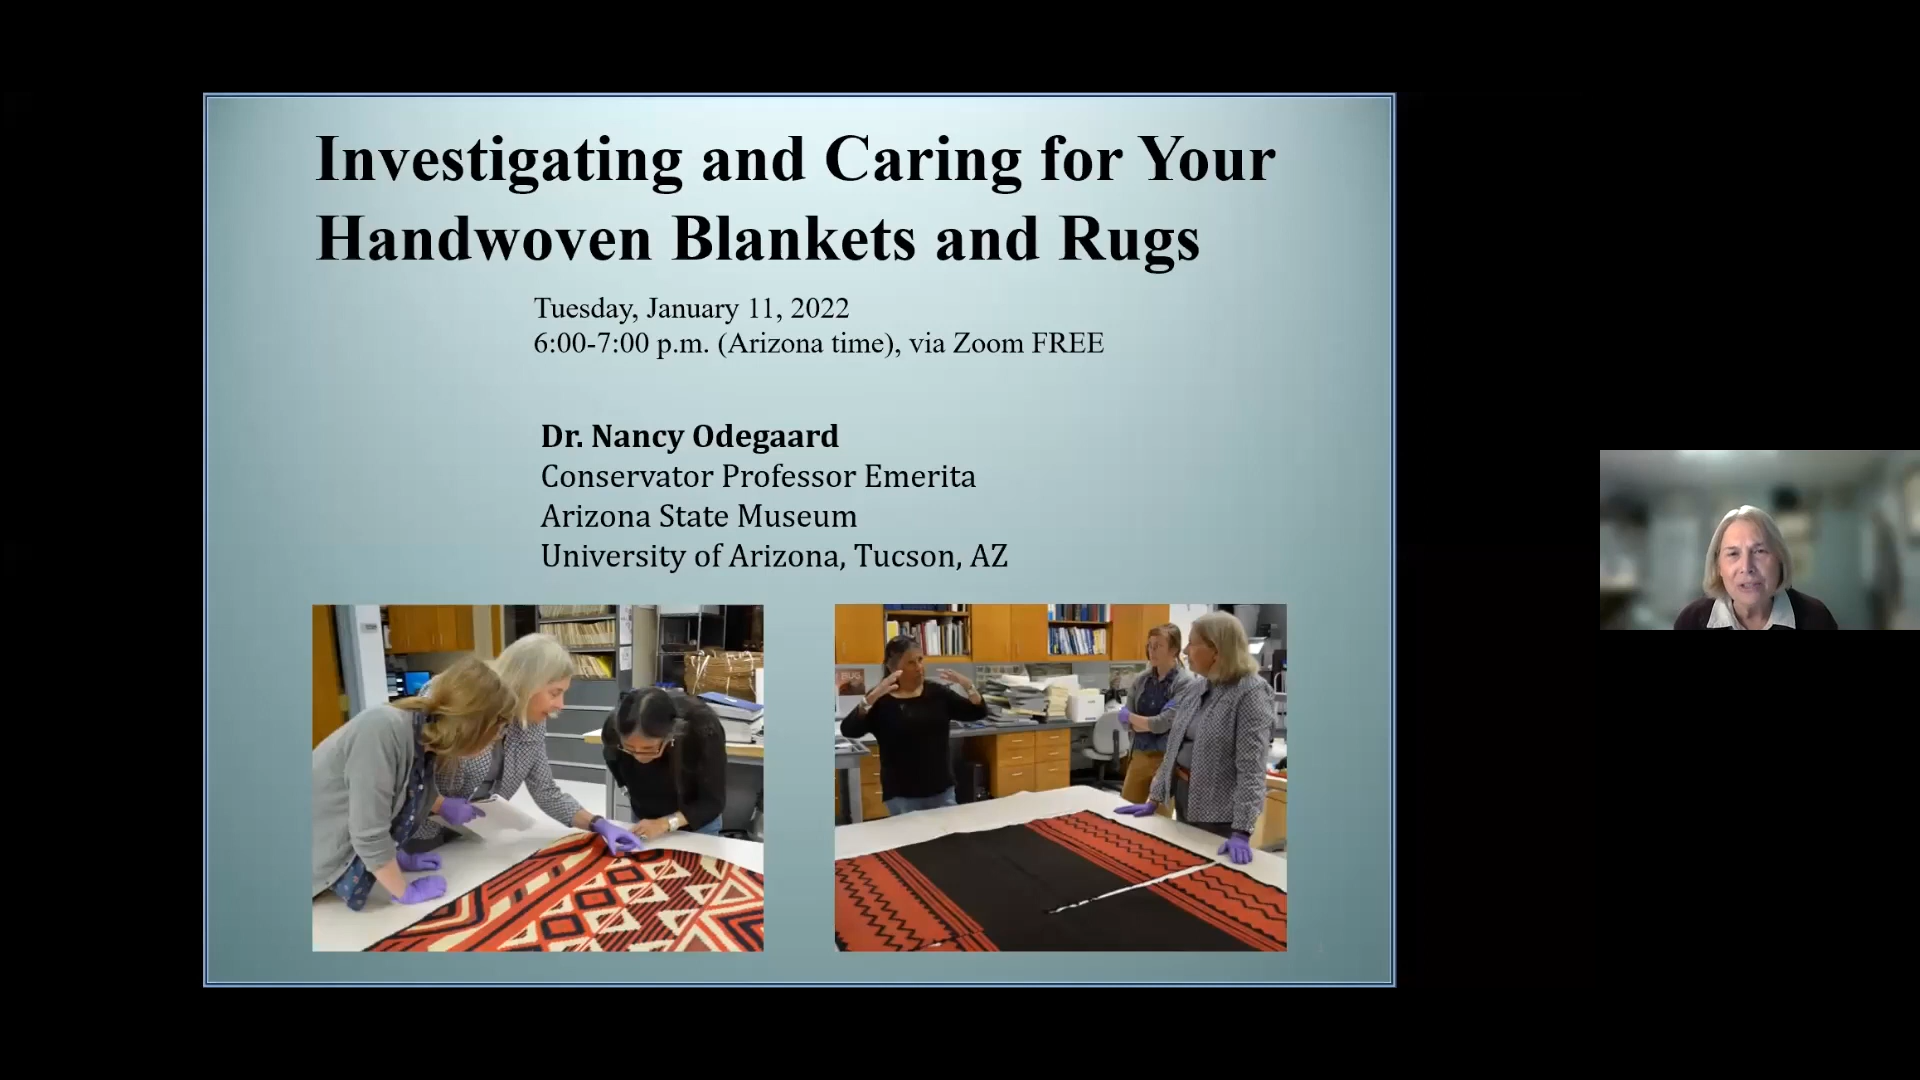 Investigating and Caring for Your
Handwoven Blankets and Rugs
Tuesday, January 11, 2022
6:00-7:00 p.m. (Arizona time), via Zoom FREE
Dr. Nancy Odegaard
Conservator Professor Emerita
Arizona State Museum
University of Arizona, Tucson, AZ